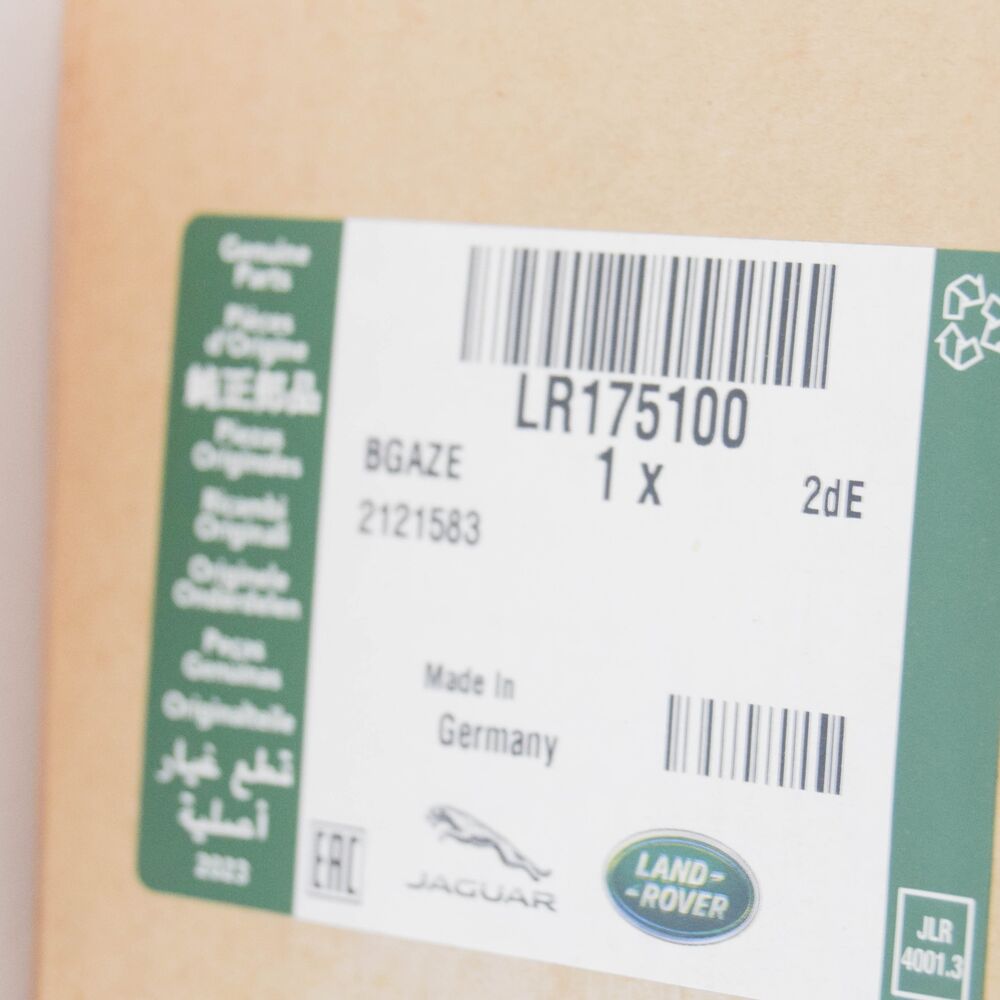 Genuine
Parts
Pièces
d'Origine
純正部品
Piezas
Originales
Ricambi
Originali
Originele
Onderdelen
Peças
Genuínas
Originalteile
قطع غيار
أصلية
2023
LR175100
1 x
BGAZE
2dE
2121583
Made In
Germany
EAC
JAGUAR
LAND-
-ROVER
JLR
4001.3